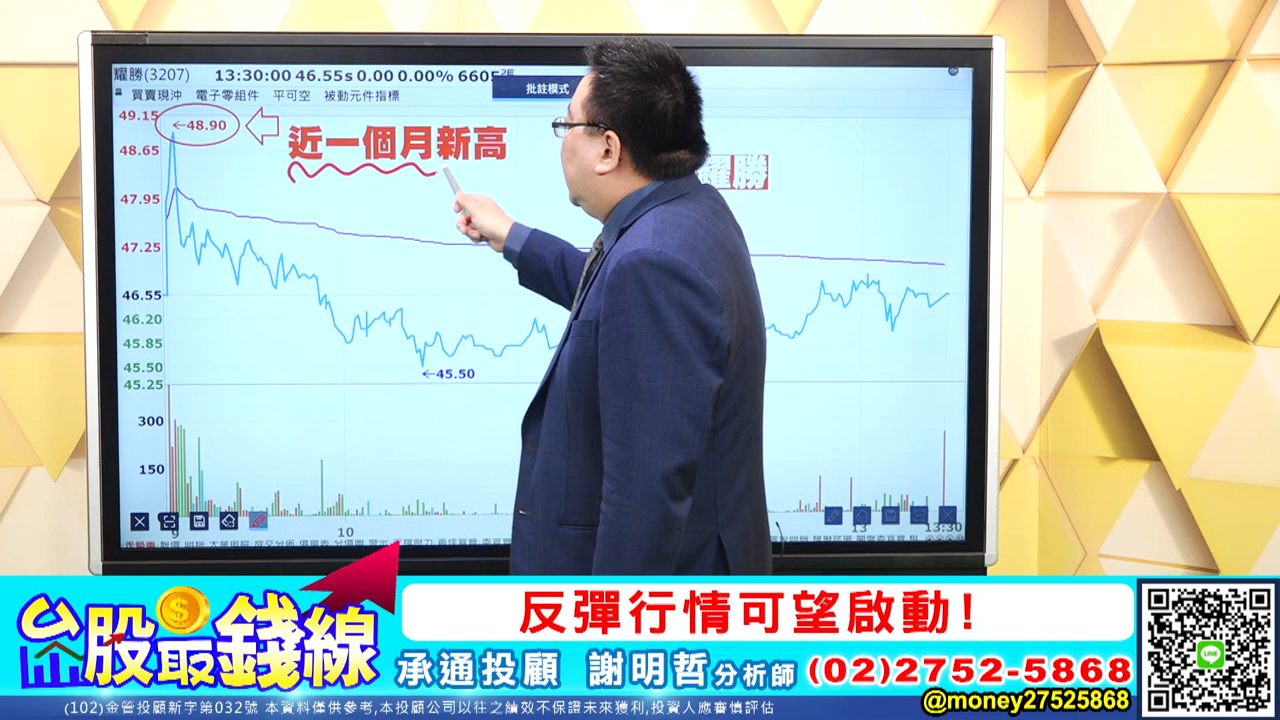 耀勝(3207) 13:30:00 46.55s 0.00 0.00% 6605
買賣現沖 電子零組件 平可空 被動元件指標
批註模式
49.15
←48.90
近一個月新高
48.65
耀勝
47.95
47.25
46.55
46.20
45.85
45.50
←45.50
45.25
300
150
9
10
13
13:30
台股最錢線
反彈行情可望啟動!
承通投顧 謝明哲分析師 (02)2752-5868
@money27525868
LINE
(102)金管投顧新字第032號 本資料僅供參考,本投顧公司以往之績效不保證未來獲利,投資人應審慎評估